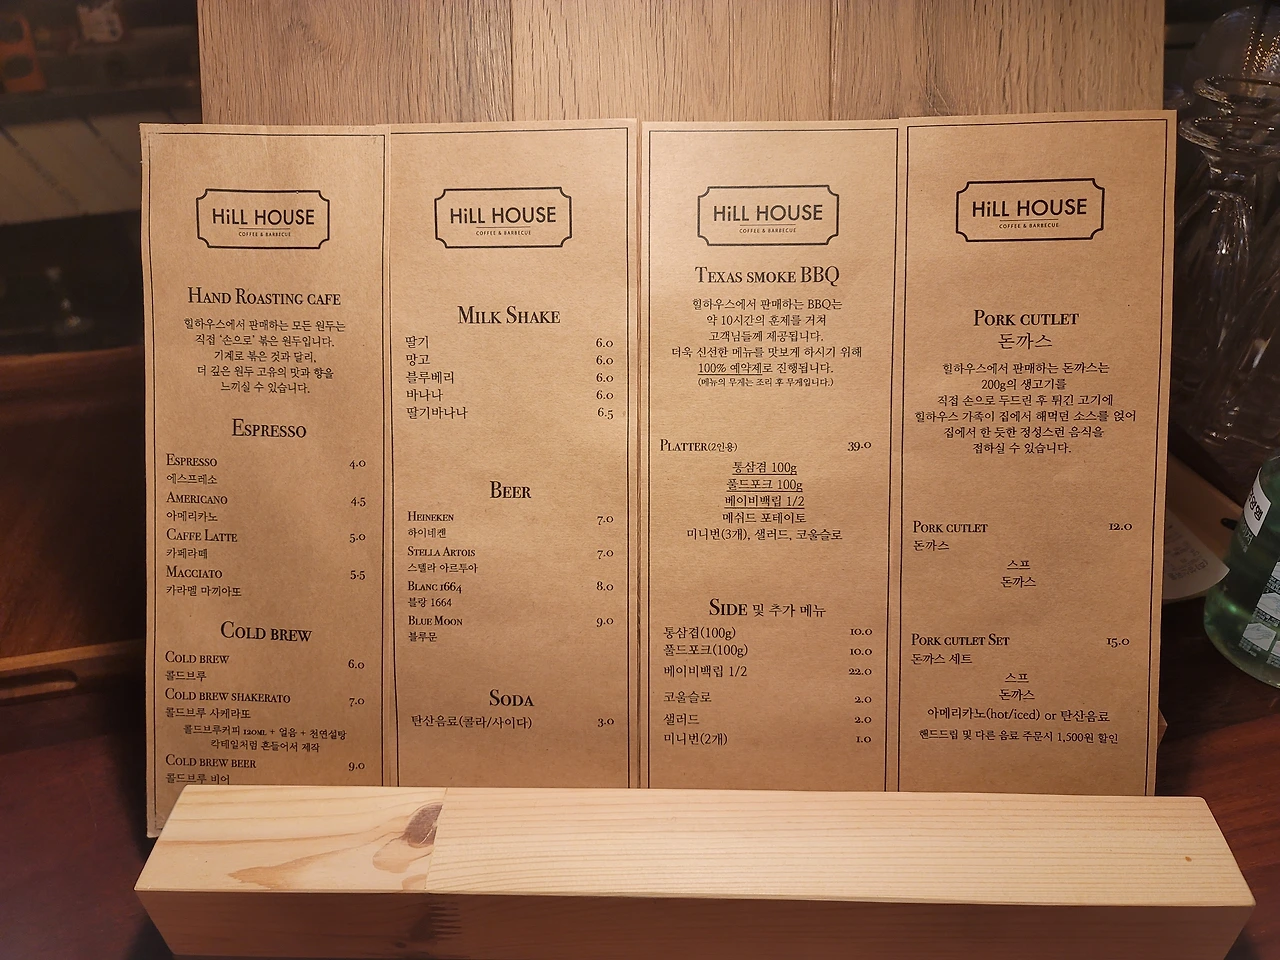 HiLL HOUSE
COFFEE & BARBECUE
HAND ROASTING CAFE
힐하우스에서 판매하는 모든 원두는
직접 '손으로' 볶은 원두입니다.
기계로 볶은 것과 달리,
더 깊은 원두 고유의 맛과 향을
느끼실 수 있습니다.
ESPRESSO
ESPRESSO 4.0
에스프레소
AMERICANO 4.5
아메리카노
CAFFE LATTE 5.0
카페라떼
MACCIATO 5.5
카라멜 마끼아또
COLD BREW
COLD BREW 6.0
콜드브루
COLD BREW SHAKERATO 7.0
콜드브루 사케라또
콜드브루커피 120ML + 얼음 + 천연설탕
칵테일처럼 흔들어서 제작
COLD BREW BEER 9.0
콜드브루 비어
HiLL HOUSE
COFFEE & BARBECUE
MILK SHAKE
딸기 6.0
망고 6.0
블루베리 6.0
바나나 6.0
딸기바나나 6.5
BEER
HEINEKEN 7.0
하이네켄
STELLA ARTOIS 7.0
스텔라 아르투아
BLANC 1664 8.0
블랑 1664
BLUE MOON 9.0
블루문
SODA
탄산음료(콜라/사이다) 3.0
HiLL HOUSE
COFFEE & BARBECUE
TEXAS SMOKE BBQ
힐하우스에서 판매하는 BBQ는
약 10시간의 훈제를 거쳐
고객님들께 제공됩니다.
더욱 신선한 메뉴를 맛보게 하시기 위해
100% 예약제로 진행됩니다.
(메뉴의 무게는 조리 후 무게입니다.)
PLATTER(2인용) 39.0
통삼겹 100g
풀드포크 100g
베이비백립 1/2
메쉬드 포테이토
미니번(3개), 샐러드, 코울슬로
SIDE 및 추가 메뉴
통삼겹(100g) 10.0
풀드포크(100g) 10.0
베이비백립 1/2 22.0
코울슬로 2.0
샐러드 2.0
미니번(2개) 1.0
HiLL HOUSE
COFFEE & BARBECUE
PORK CUTLET
돈까스
힐하우스에서 판매하는 돈까스는
200g의 생고기를
직접 손으로 두드린 후 튀긴 고기에
힐하우스 가족이 집에서 해먹던 소스를 얹어
집에서 한 듯한 정성스런 음식을
접하실 수 있습니다.
PORK CUTLET 12.0
돈까스
스프
돈까스
PORK CUTLET SET 15.0
돈까스 세트
스프
돈까스
아메리카노(hot/iced) or 탄산음료
핸드드립 및 다른 음료 주문시 1,500원 할인